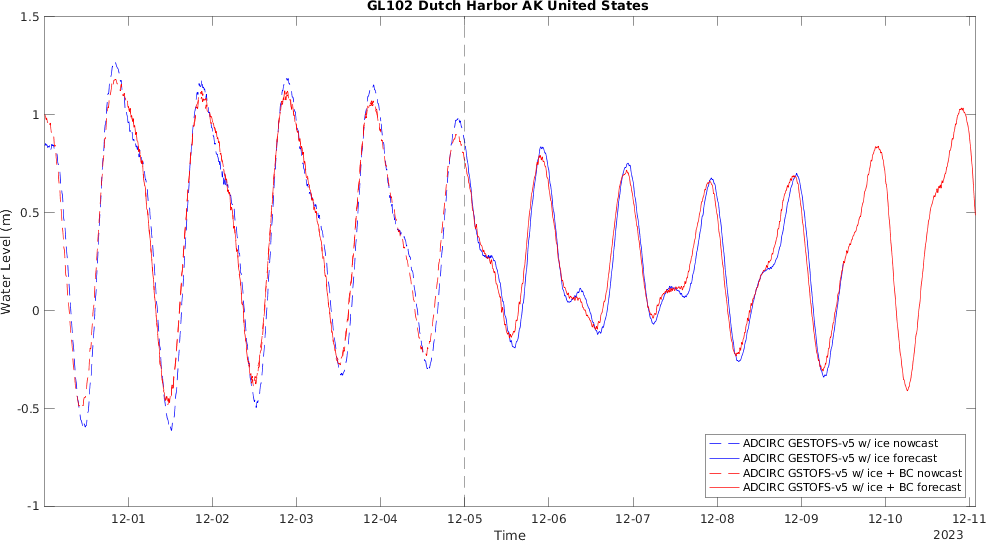 GL102 Dutch Harbor AK United States
1.5
1
0.5
0
-0.5
-1
Water Level (m)
ADCIRC GESTOFS-v5 w/ ice nowcast
ADCIRC GESTOFS-v5 w/ ice forecast
ADCIRC GSTOFS-v5 w/ ice + BC nowcast
ADCIRC GSTOFS-v5 w/ ice + BC forecast
12-01 12-02 12-03 12-04 12-05 12-06 12-07 12-08 12-09 12-10 12-11
Time
2023